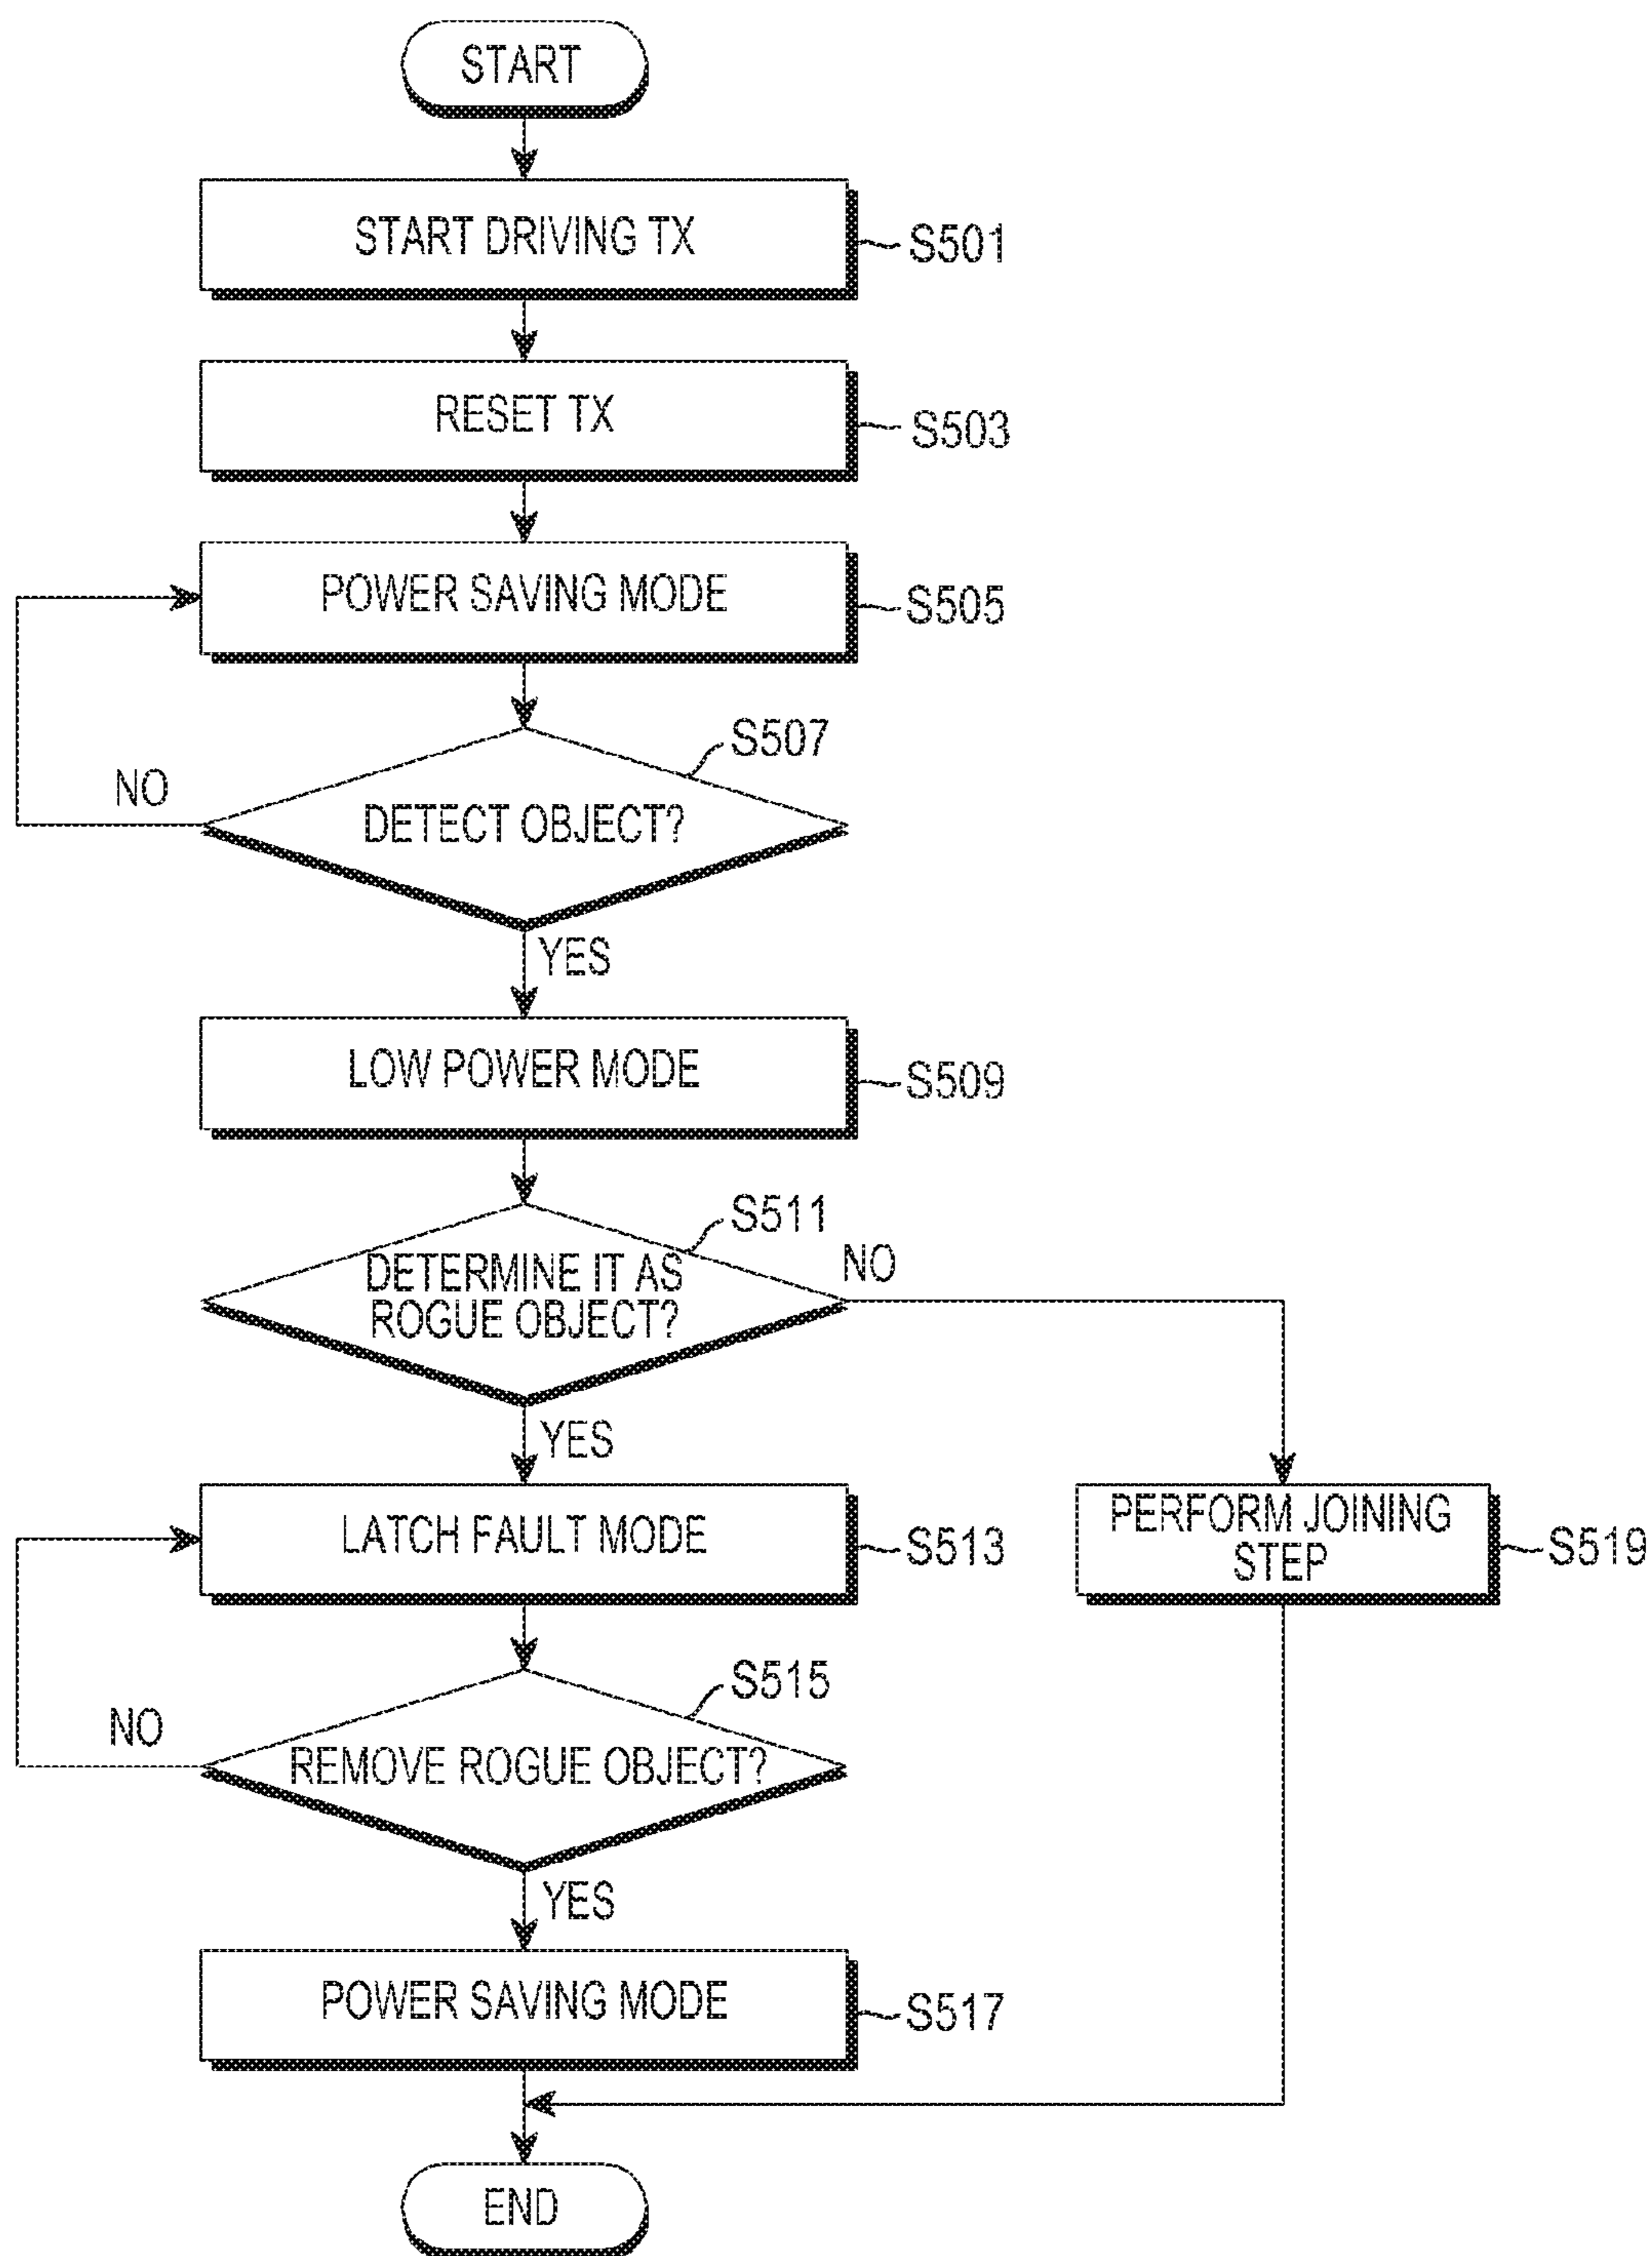 START
START DRIVING TX
S501
RESET TX
S503
POWER SAVING MODE
S505
S507
DETECT OBJECT?
NO
YES
LOW POWER MODE
S509
S511
DETERMINE IT AS
ROGUE OBJECT?
NO
YES
LATCH FAULT MODE
S513
PERFORM JOINING
STEP
S519
S515
REMOVE ROGUE OBJECT?
NO
YES
POWER SAVING MODE
S517
END